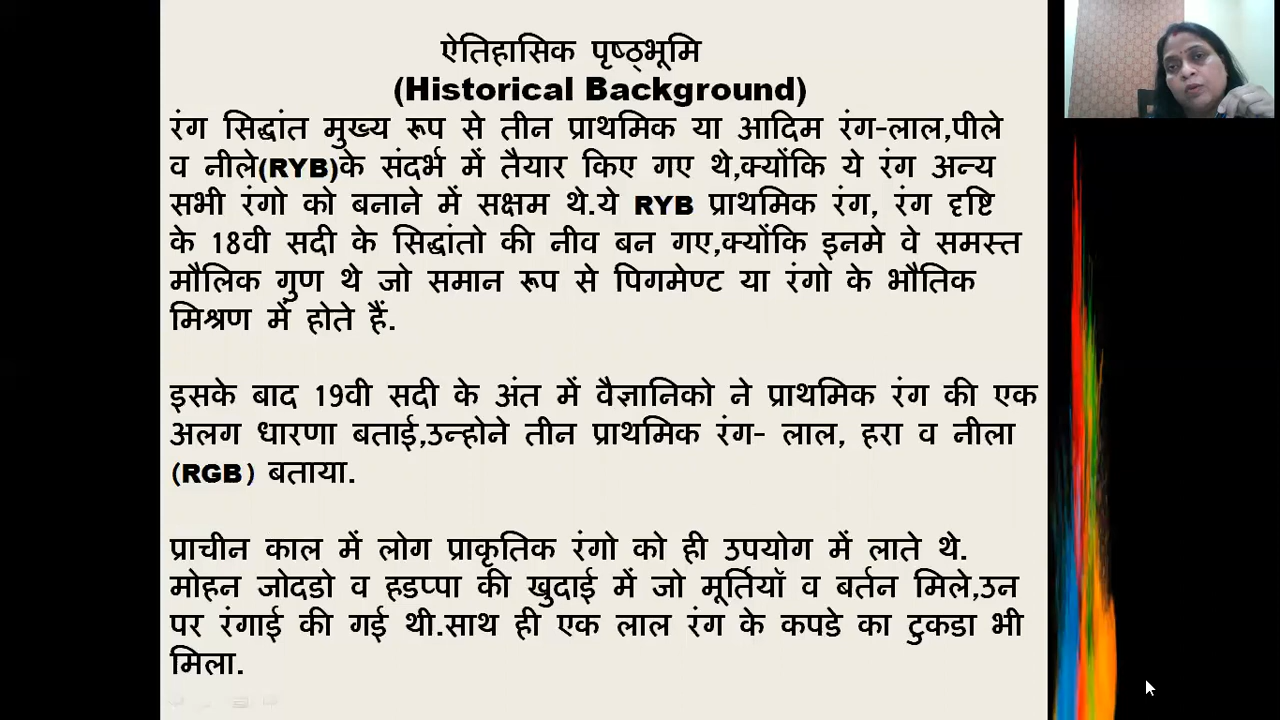 ऐतिहासिक पृष्ठ्भूमि
(Historical Background)
रंग सिद्धांत मुख्य रूप से तीन प्राथमिक या आदिम रंग-लाल,पीले
व नीले(RYB)के संदर्भ में तैयार किए गए थे,क्योंकि ये रंग अन्य
सभी रंगो को बनाने में सक्षम थे.ये RYB प्राथमिक रंग, रंग दृष्टि
के 18वी सदी के सिद्धांतो की नीव बन गए,क्योंकि इनमे वे समस्त
मौलिक गुण थे जो समान रूप से पिगमेण्ट या रंगो के भौतिक
मिश्रण में होते हैं.
इसके बाद 19वी सदी के अंत में वैज्ञानिको ने प्राथमिक रंग की एक
अलग धारणा बताई,उन्होने तीन प्राथमिक रंग- लाल, हरा व नीला
(RGB) बताया.
प्राचीन काल में लोग प्राकृतिक रंगो को ही उपयोग में लाते थे.
मोहन जोदडो व हडप्पा की खुदाई में जो मूर्तियॉ व बर्तन मिले,उन
पर रंगाई की गई थी.साथ ही एक लाल रंग के कपडे का टुकडा भी
मिला.